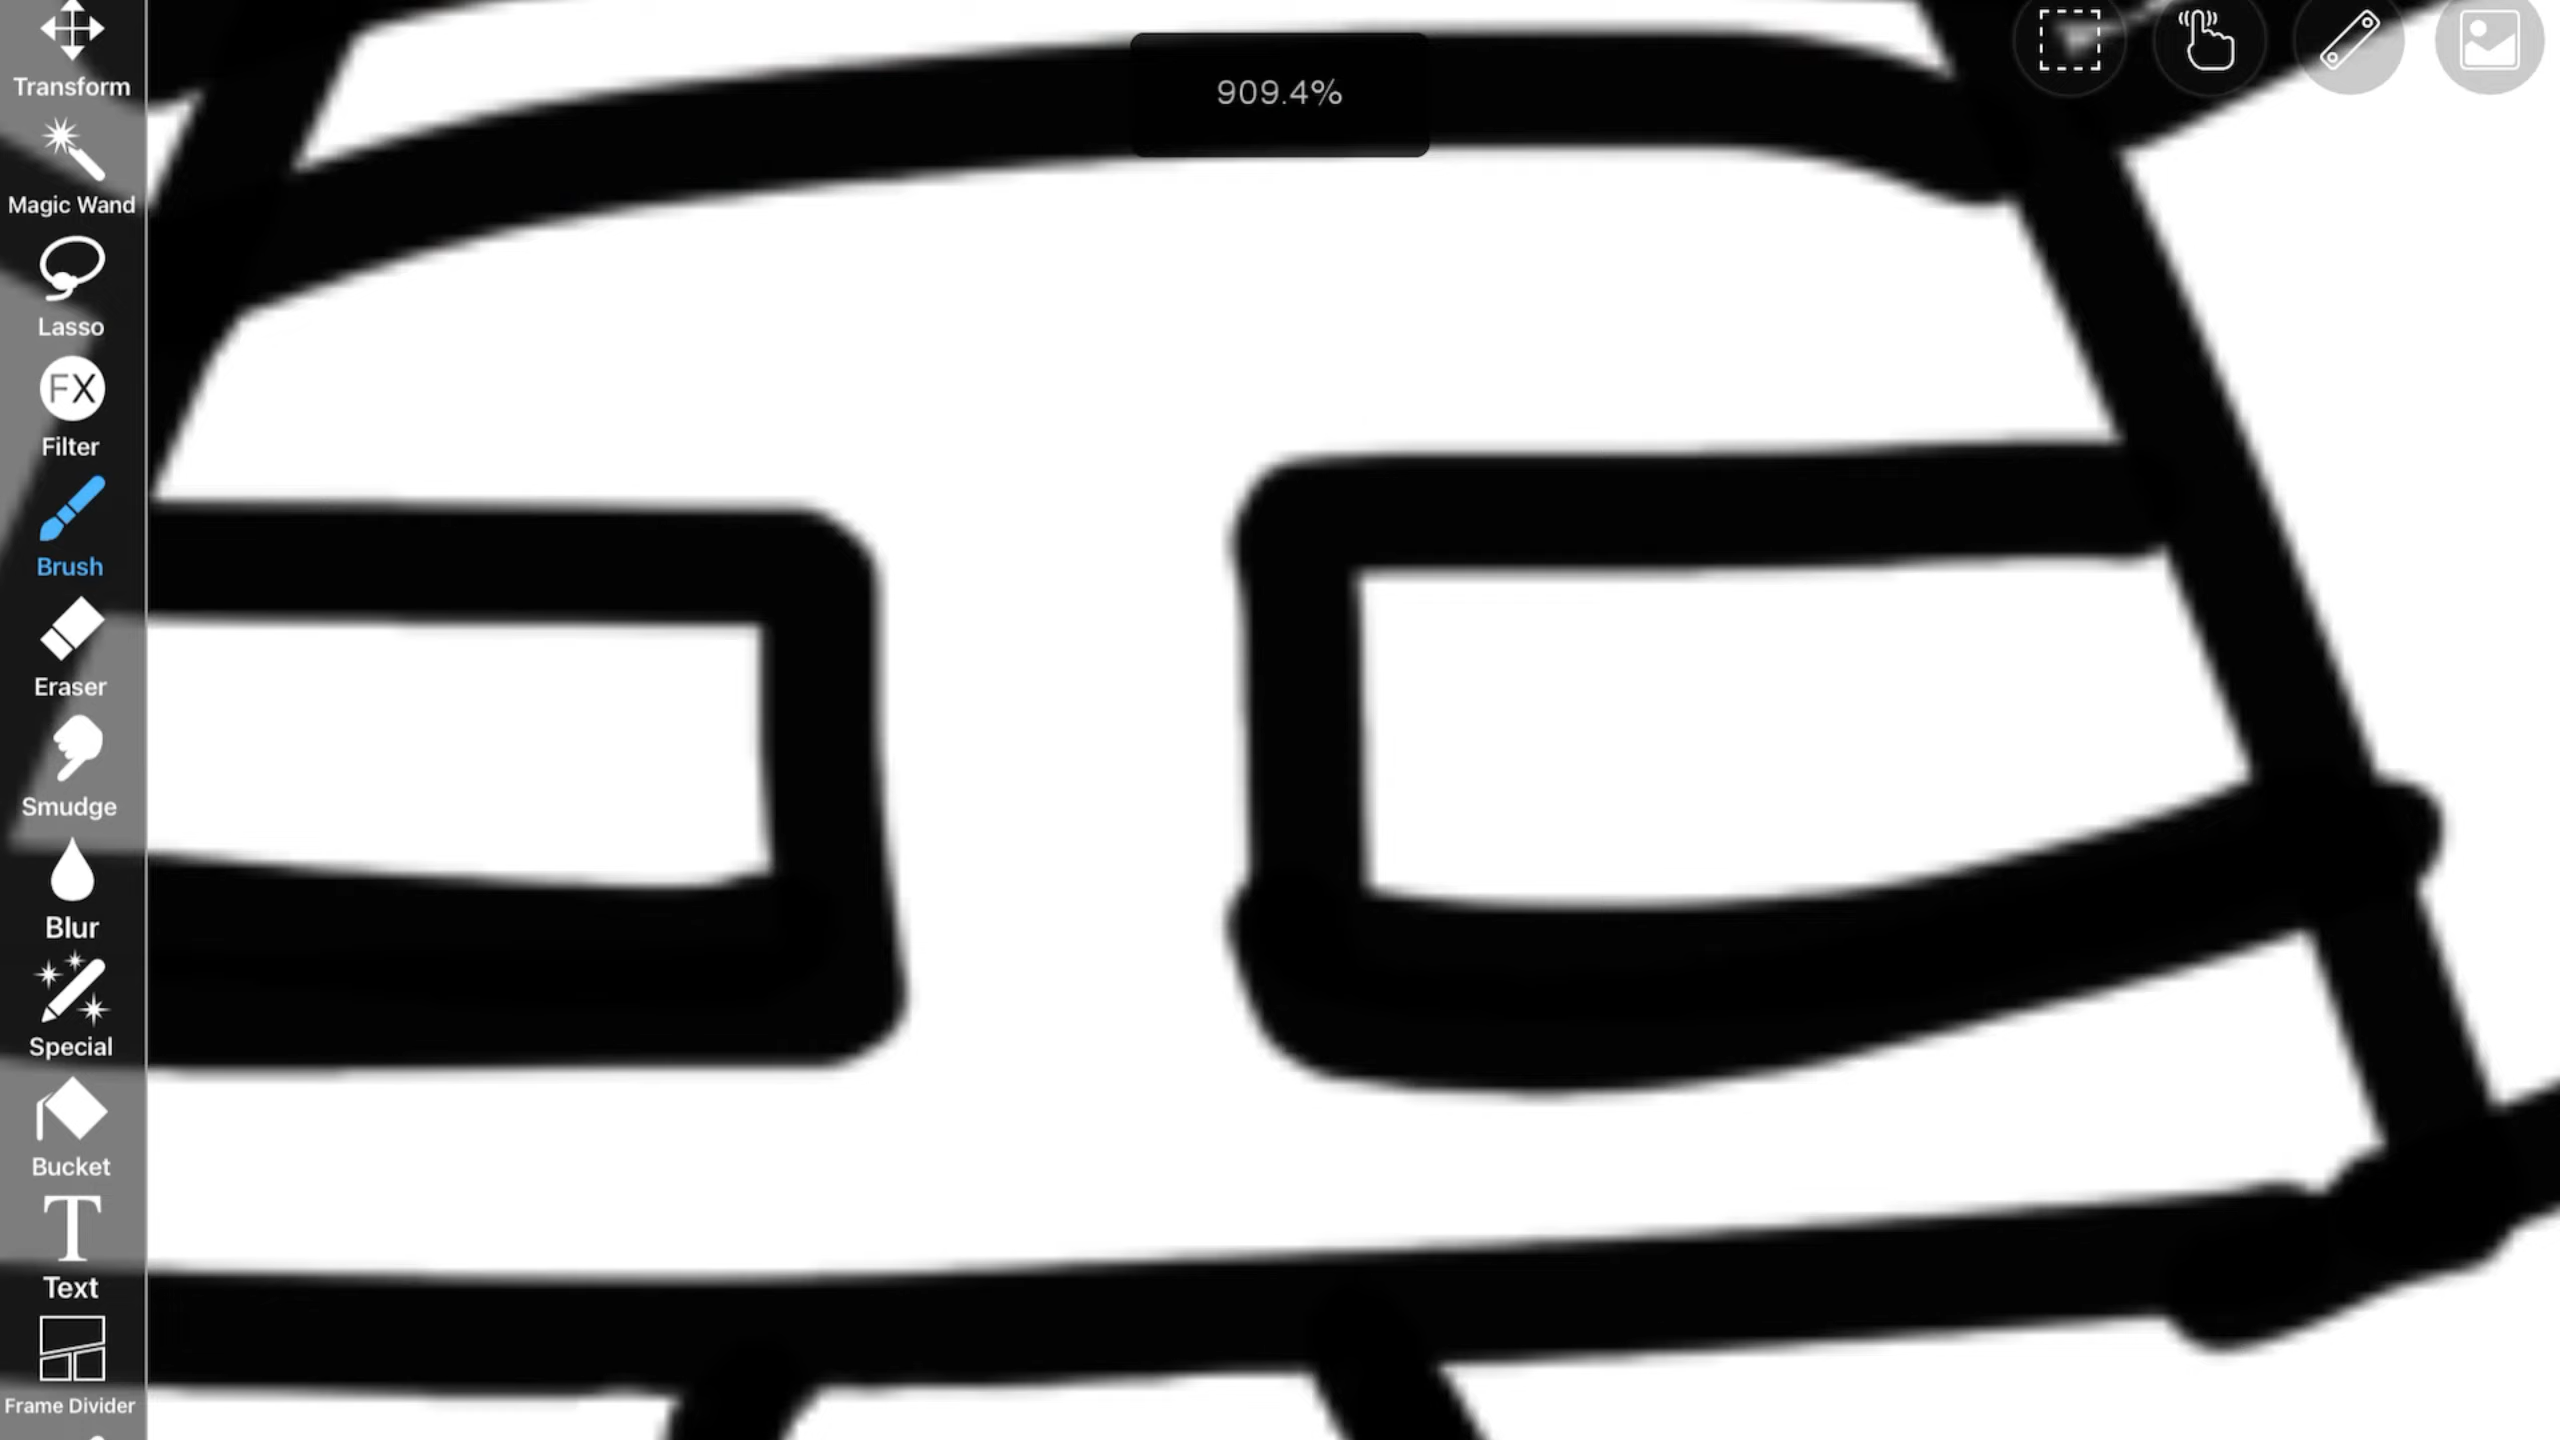 909.4%
Transform
Magic Wand
Lasso
FX
Filter
Brush
Eraser
Smudge
Blur
Special
Bucket
T
Text
Frame Divider